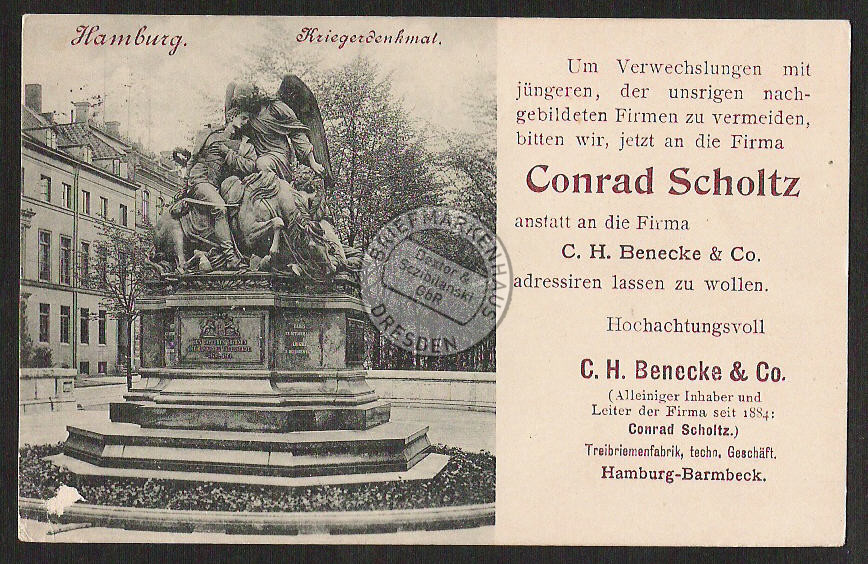 Hamburg.
Kriegerdenkmal.
Um Verwechslungen mit
jüngeren, der unsrigen nach-
gebildeten Firmen zu vermeiden,
bitten wir, jetzt an die Firma
Conrad Scholtz
anstatt an die Firma
C. H. Benecke & Co.
adressiren lassen zu wollen.
Hochachtungsvoll
C. H. Benecke & Co.
(Alleiniger Inhaber und
Leiter der Firma seit 1884:
Conrad Scholtz.)
Treibriemenfabrik, techn. Geschäft.
Hamburg-Barmbeck.
BRIEFMARKENHAUS
Doktor &
GbR
DRESDEN